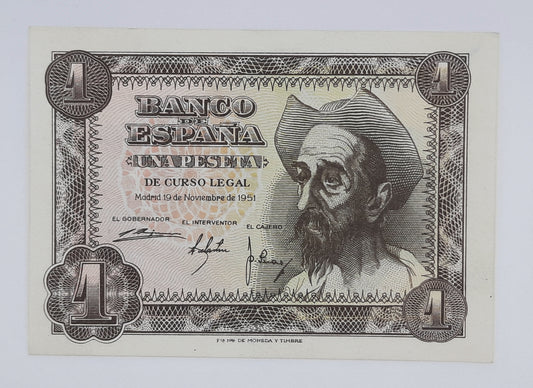 1 1
BANCO
DE
ESPAÑA
UNA PESETA
DE CURSO LEGAL
Madrid 19 de Noviembre de 1951
EL GOBERNADOR EL INTERVENTOR EL CAJERO
1 1
DE MONEDA Y TIMBRE